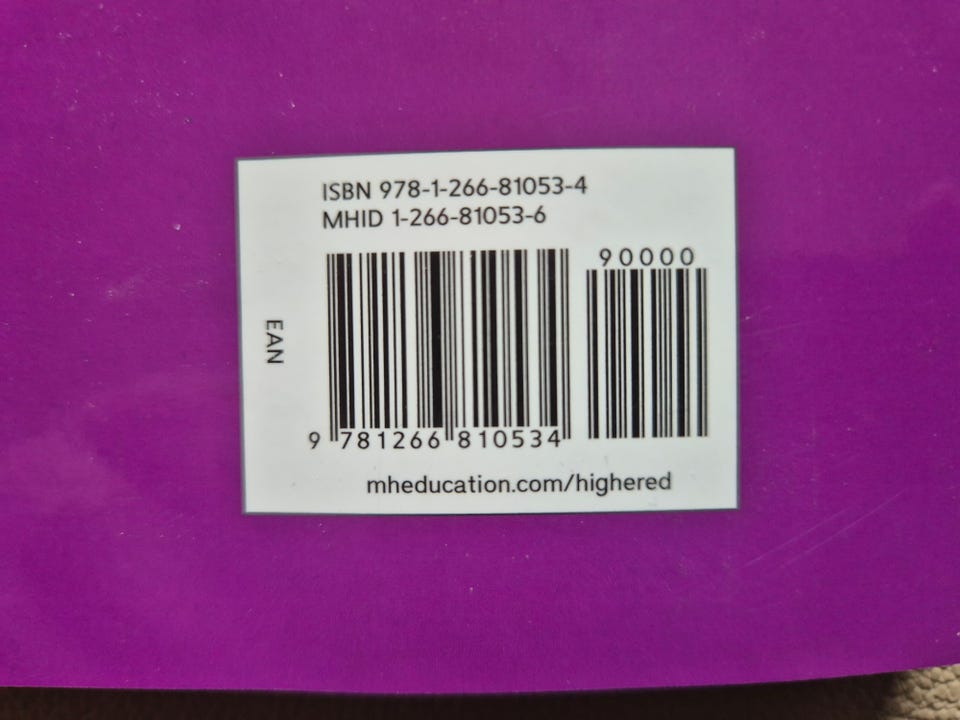 ISBN 978-1-266-81053-4
MHID 1-266-81053-6
90000
EAN
9 781266 810534
mheducation.com/highered